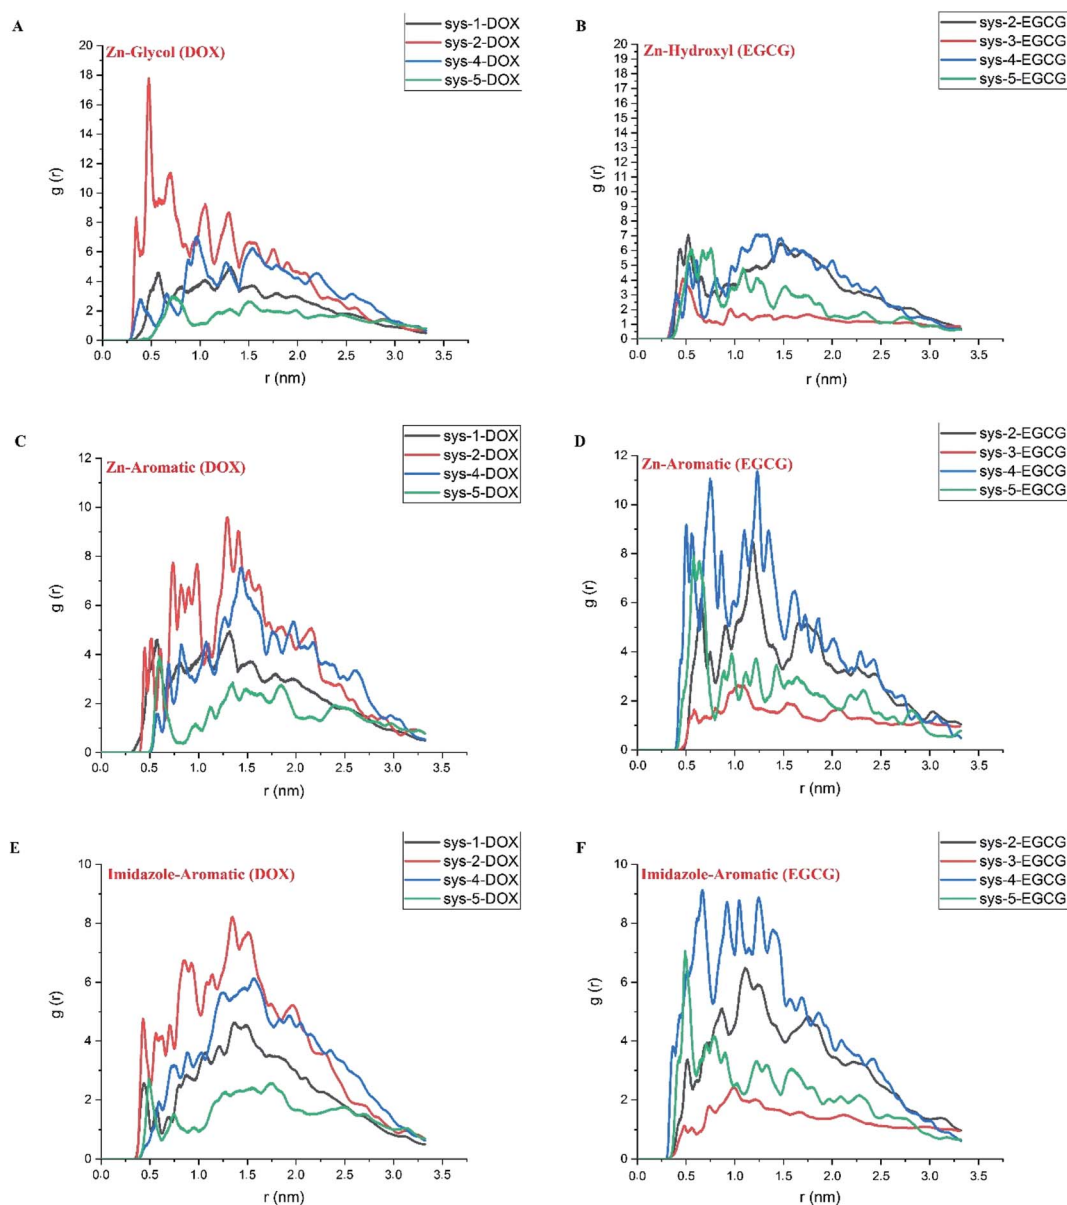 A
sys-1-DOX
sys-2-DOX
sys-4-DOX
sys-5-DOX
Zn-Glycol (DOX)
20
18
16
14
12
10
8
6
4
2
0
g (r)
0.0 0.5 1.0 1.5 2.0 2.5 3.0 3.5
r (nm)
B
sys-2-EGCG
sys-3-EGCG
sys-4-EGCG
sys-5-EGCG
Zn-Hydroxyl (EGCG)
20
19
18
17
16
15
14
13
12
11
10
9
8
7
6
5
4
3
2
1
0
g (r)
0.0 0.5 1.0 1.5 2.0 2.5 3.0 3.5
r (nm)
C
sys-1-DOX
sys-2-DOX
sys-4-DOX
sys-5-DOX
Zn-Aromatic (DOX)
12
10
8
6
4
2
0
g (r)
0.0 0.5 1.0 1.5 2.0 2.5 3.0 3.5
r (nm)
D
sys-2-EGCG
sys-3-EGCG
sys-4-EGCG
sys-5-EGCG
Zn-Aromatic (EGCG)
12
10
8
6
4
2
0
g (r)
0.0 0.5 1.0 1.5 2.0 2.5 3.0 3.5
r (nm)
E
sys-1-DOX
sys-2-DOX
sys-4-DOX
sys-5-DOX
Imidazole-Aromatic (DOX)
10
8
6
4
2
0
g (r)
0.0 0.5 1.0 1.5 2.0 2.5 3.0 3.5
r (nm)
F
sys-2-EGCG
sys-3-EGCG
sys-4-EGCG
sys-5-EGCG
Imidazole-Aromatic (EGCG)
10
8
6
4
2
0
g (r)
0.0 0.5 1.0 1.5 2.0 2.5 3.0 3.5
r (nm)